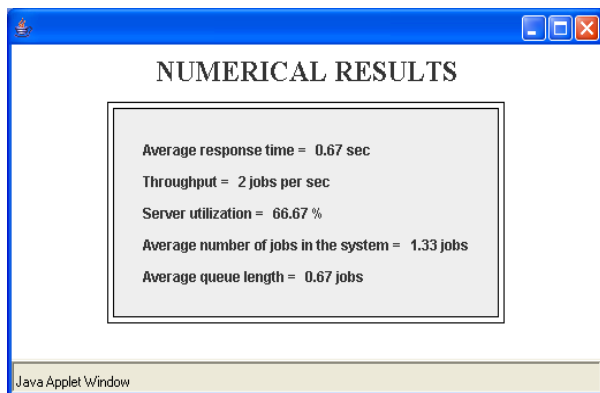 NUMERICAL RESULTS
Average response time = 0.67 sec
Throughput = 2 jobs per sec
Server utilization = 66.67 %
Average number of jobs in the system = 1.33 jobs
Average queue length = 0.67 jobs
Java Applet Window